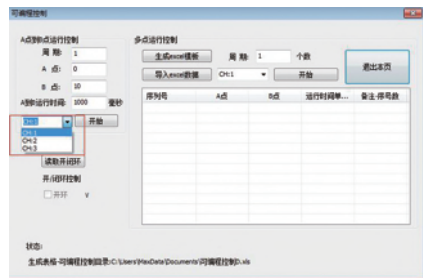 可编程控制
A点到B点运行控制
周 期: 1
A 点: 0
B 点: 10
A到B运行时间: 1000 毫秒
CH:1 开始
CH:1
CH:2
CH:3
读取开闭环
开/闭环控制
开环 V
多点运行控制
生成excel模板 周 期: 1 个数
导入excel数据 CH:1 开始
退出本页
序列号 A点 B点 运行时间单... 备注-序号数
状态:
生成表格-可编程控制目录:C:/Users/MaxData/Documents/可编程控制D.xls